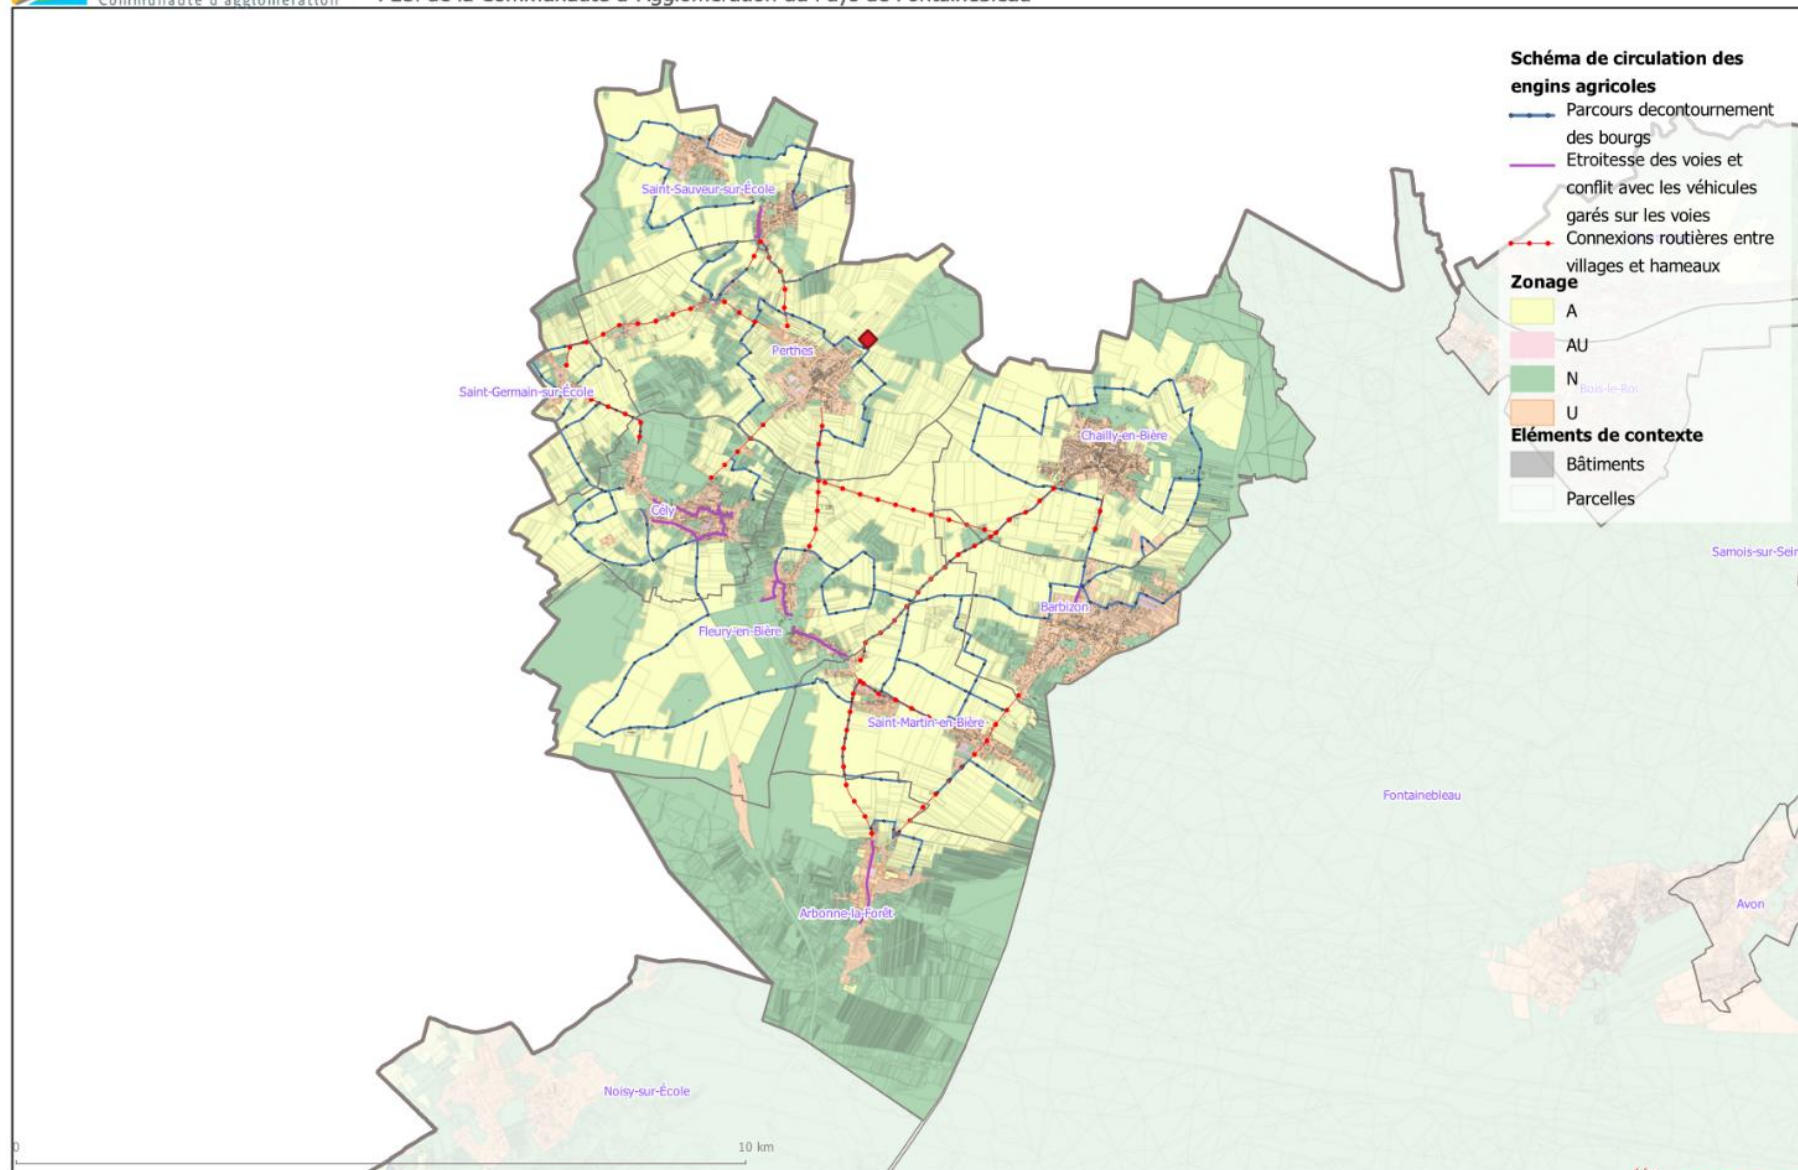 Communauté d'agglomération
PLUi de la Communauté d'Agglomération du Pays de Fontainebleau
Schéma de circulation des
engins agricoles
Parcours decontournement
des bourgs
Etroitesse des voies et
conflit avec les véhicules
garés sur les voies
Connexions routières entre
villages et hameaux
Zonage
A
AU
N
U
Eléments de contexte
Bâtiments
Parcelles
Saint-Sauveur-sur-École
Perthes
Saint-Germain-sur-École
Bois-le-Roi
Chailly-en-Bière
Cély
Samois-sur-Sein
Barbizon
Fleury-en-Bière
Saint-Martin-en-Bière
Fontainebleau
Avon
Arbonne-la-Forêt
Noisy-sur-École
0
10 km